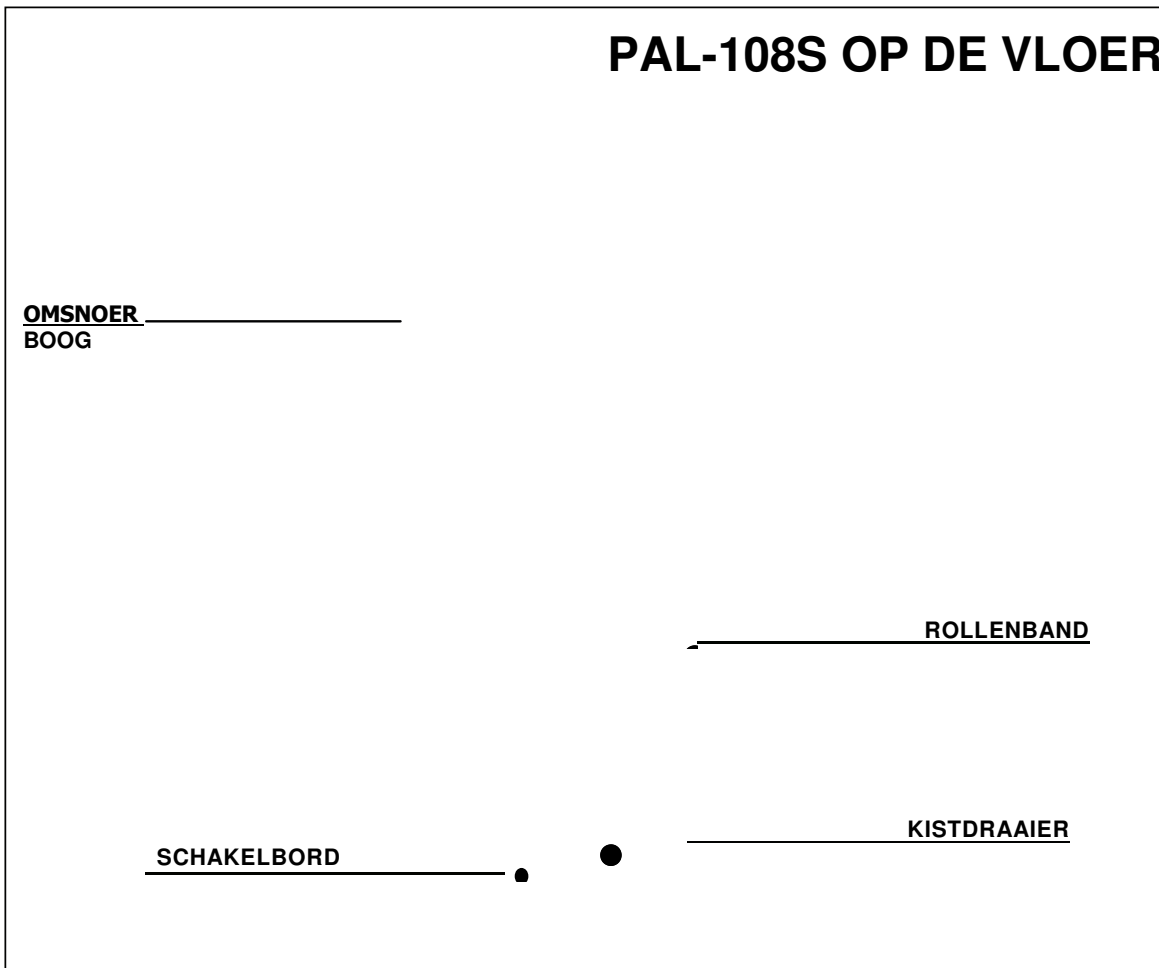 PAL-108S OP DE VLOER
OMSNOER
BOOG
ROLLENBAND
KISTDRAAIER
SCHAKELBORD